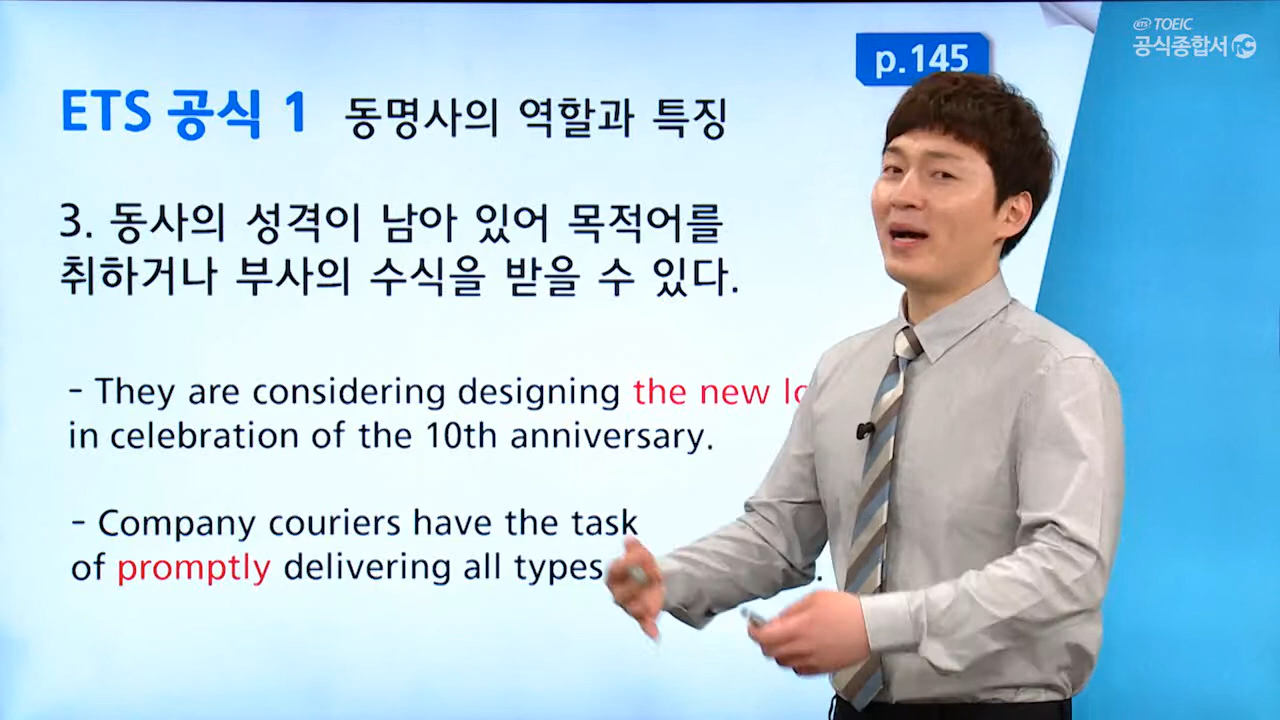 ETS TOEIC
공식종합서 RC
p.145
ETS 공식 1 동명사의 역할과 특징
3. 동사의 성격이 남아 있어 목적어를
취하거나 부사의 수식을 받을 수 있다.
- They are considering designing the new
in celebration of the 10th anniversary.
- Company couriers have the task
of promptly delivering all types